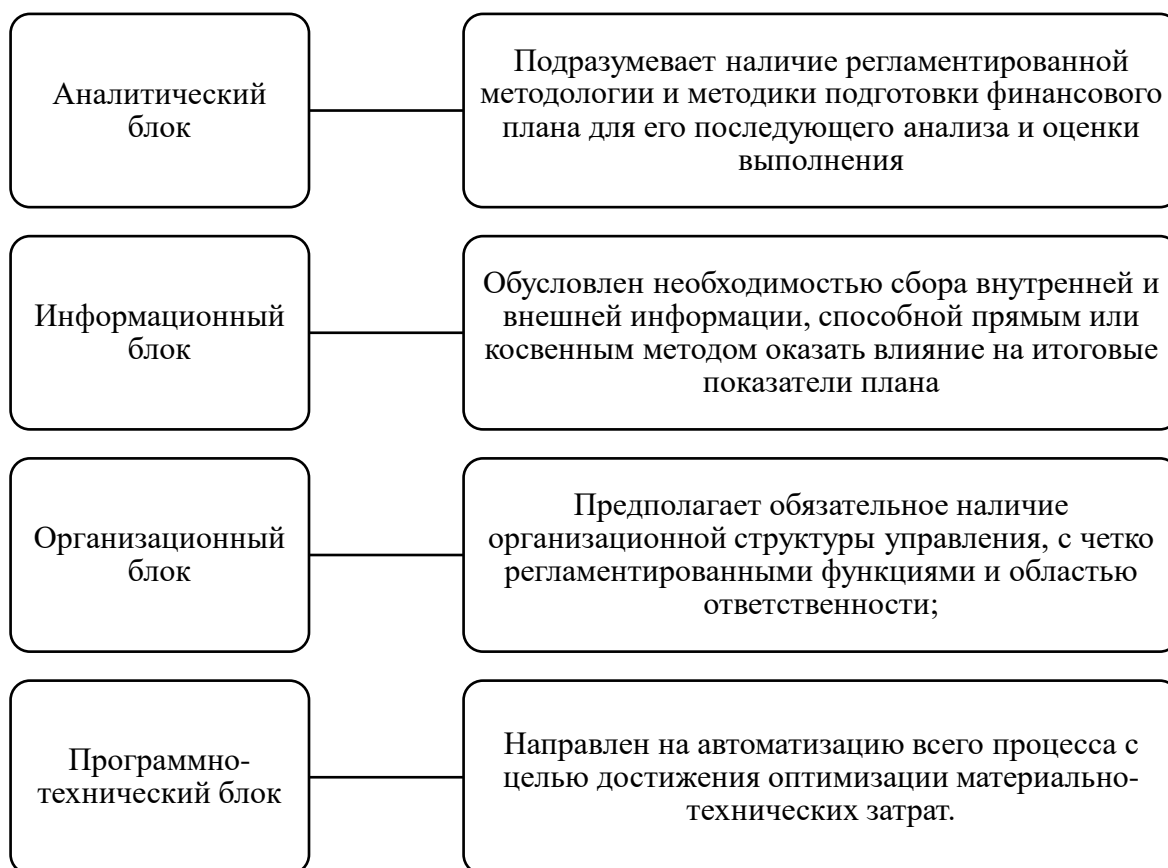 Аналитический
блок
Подразумевает наличие регламентированной
методологии и методики подготовки финансового
плана для его последующего анализа и оценки
выполнения
Информационный
блок
Обусловлен необходимостью сбора внутренней и
внешней информации, способной прямым или
косвенным методом оказать влияние на итоговые
показатели плана
Организационный
блок
Предполагает обязательное наличие
организационной структуры управления, с четко
регламентированными функциями и областью
ответственности;
Программно-
технический блок
Направлен на автоматизацию всего процесса с
целью достижения оптимизации материально-
технических затрат.